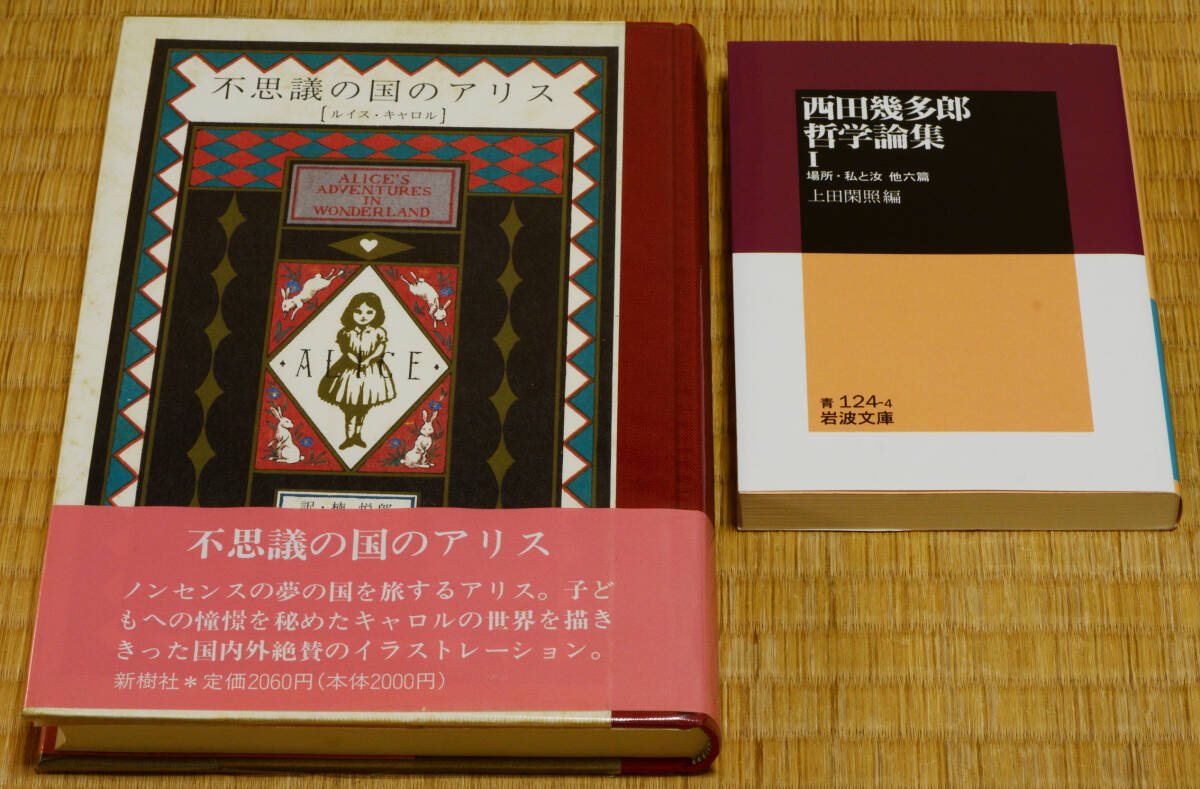 不思議の国のアリス
[ルイス・キャロル]
ALICE'S
ADVENTURES
IN
WONDERLAND
・ALICE・
訳・楠 悦郎
不思議の国のアリス
ノンセンスの夢の国を旅するアリス。子ど
もへの憧憬を秘めたキャロルの世界を描き
きった国内外絶賛のイラストレーション。
新樹社＊定価2060円(本体2000円)
西田幾多郎
哲学論集
I
場所・私と汝 他六篇
上田閑照編
青 124-4
岩波文庫